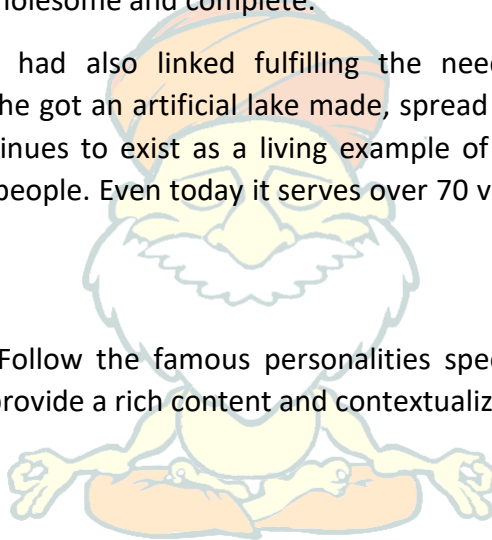 wholesome and complete.
had also linked fulfilling the need
he got an artificial lake made, spread
tinues to exist as a living example of
people. Even today it serves over 70 v
Follow the famous personalities spec
provide a rich content and contextualiz